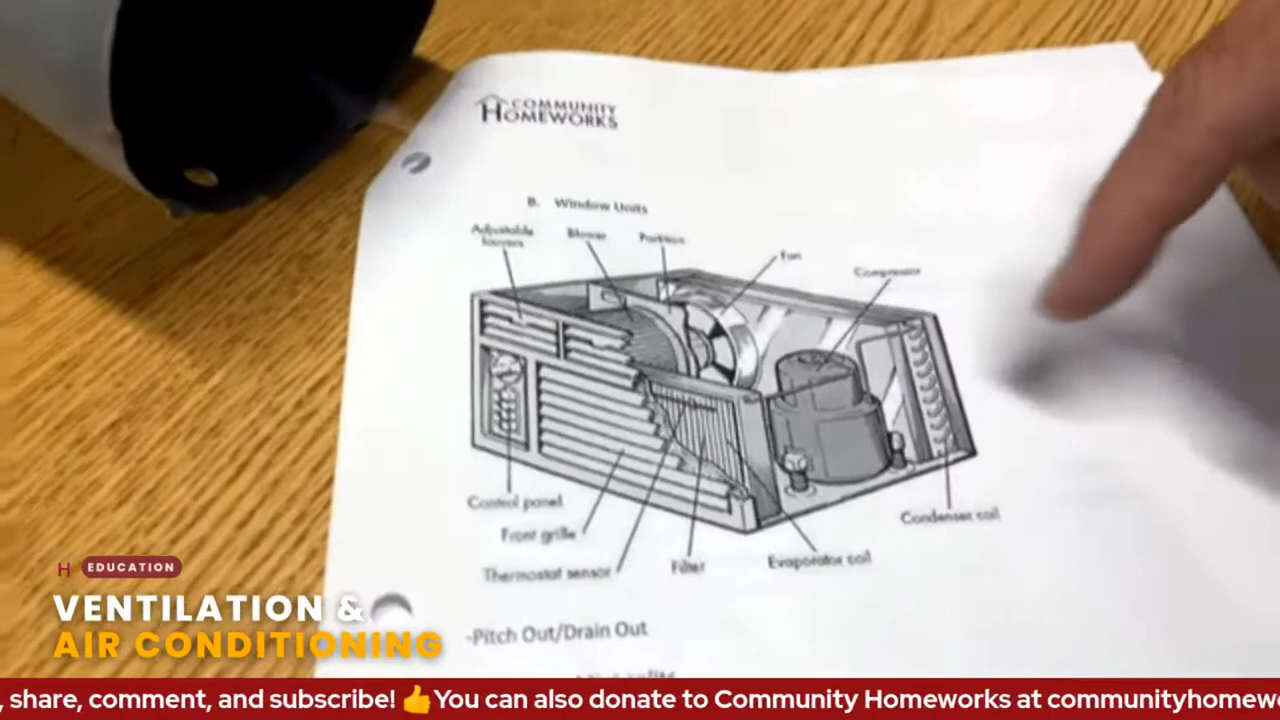 COMMUNITY
HOMEWORKS
B. Window Units
Adjustable
louvers
Blower
Partition
Fan
Compressor
Control panel
Front grille
Thermostat sensor
Filter
Evaporator coil
Condenser coil
-Pitch Out/Drain Out
H EDUCATION
VENTILATION &
AIR CONDITIONING
, share, comment, and subscribe! 👍You can also donate to Community Homeworks at communityhomew